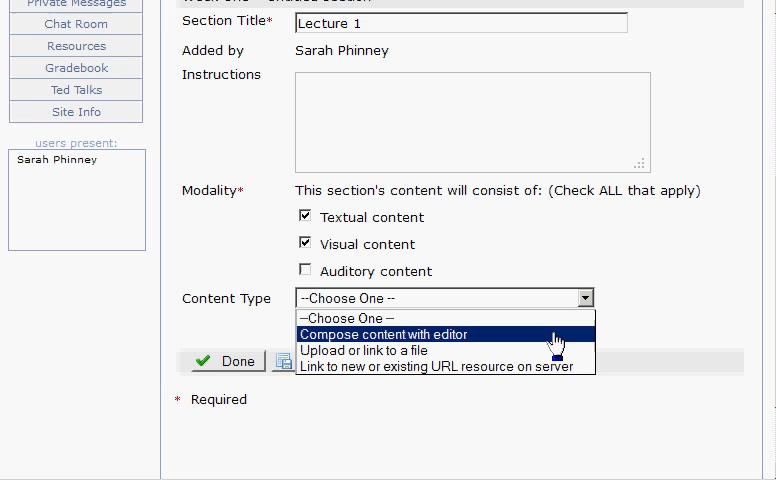 Private Messages
Chat Room
Resources
Gradebook
Ted Talks
Site Info
users present:
Sarah Phinney
Section Title* Lecture 1
Added by Sarah Phinney
Instructions
Modality* This section's content will consist of: (Check ALL that apply)
Textual content
Visual content
Auditory content
Content Type --Choose One --
--Choose One --
Compose content with editor
Upload or link to a file
Link to new or existing URL resource on server
Done
* Required